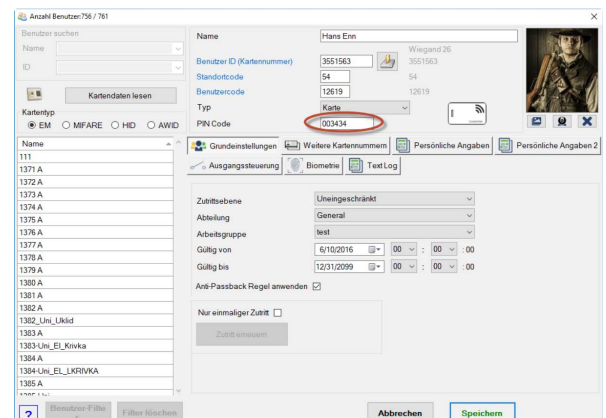 Anzahl Benutzer:756 / 761
Benutzer suchen
Name
ID
Kartendaten lesen
Kartentyp
EM MIFARE HID AWID
Name
111
1371 A
1372 A
1373 A
1374 A
1375 A
1376 A
1377 A
1378 A
1379 A
1380 A
1381 A
1382 A
1382_Uni_Uklid
1383 A
1383-Uni_El_Krivka
1384 A
1384-Uni_EL_LKRIVKA
1385 A
? Benutzer-Filte Filter löschen
Name Hans Enn
Wiegand 26
Benutzer ID (Kartennummer) 3551563 3551563
Standortcode 54 54
Benutzercode 12619 12619
Typ Karte
PIN Code 003434
Grundeinstellungen Weitere Kartennummern Persönliche Angaben Persönliche Angaben 2
Ausgangssteuerung Biometrie Text Log
Zutrittsebene Uneingeschränkt
Abteilung General
Arbeitsgruppe test
Gültig von 6/10/2016 00 : 00 : 00
Gültig bis 12/31/2099 00 : 00 : 00
Anti-Passback Regel anwenden
Nur einmaliger Zutritt
Zutritt erneuern
Abbrechen Speichern